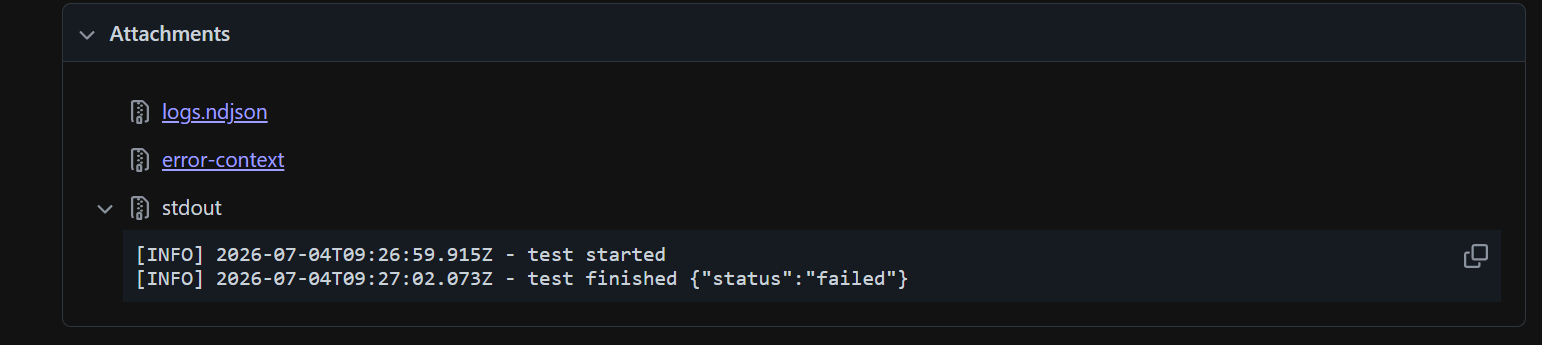 Attachments
logs.ndjson
error-context
stdout
[INFO] 2026-07-04T09:26:59.915Z - test started
[INFO] 2026-07-04T09:27:02.073Z - test finished {"status":"failed"}